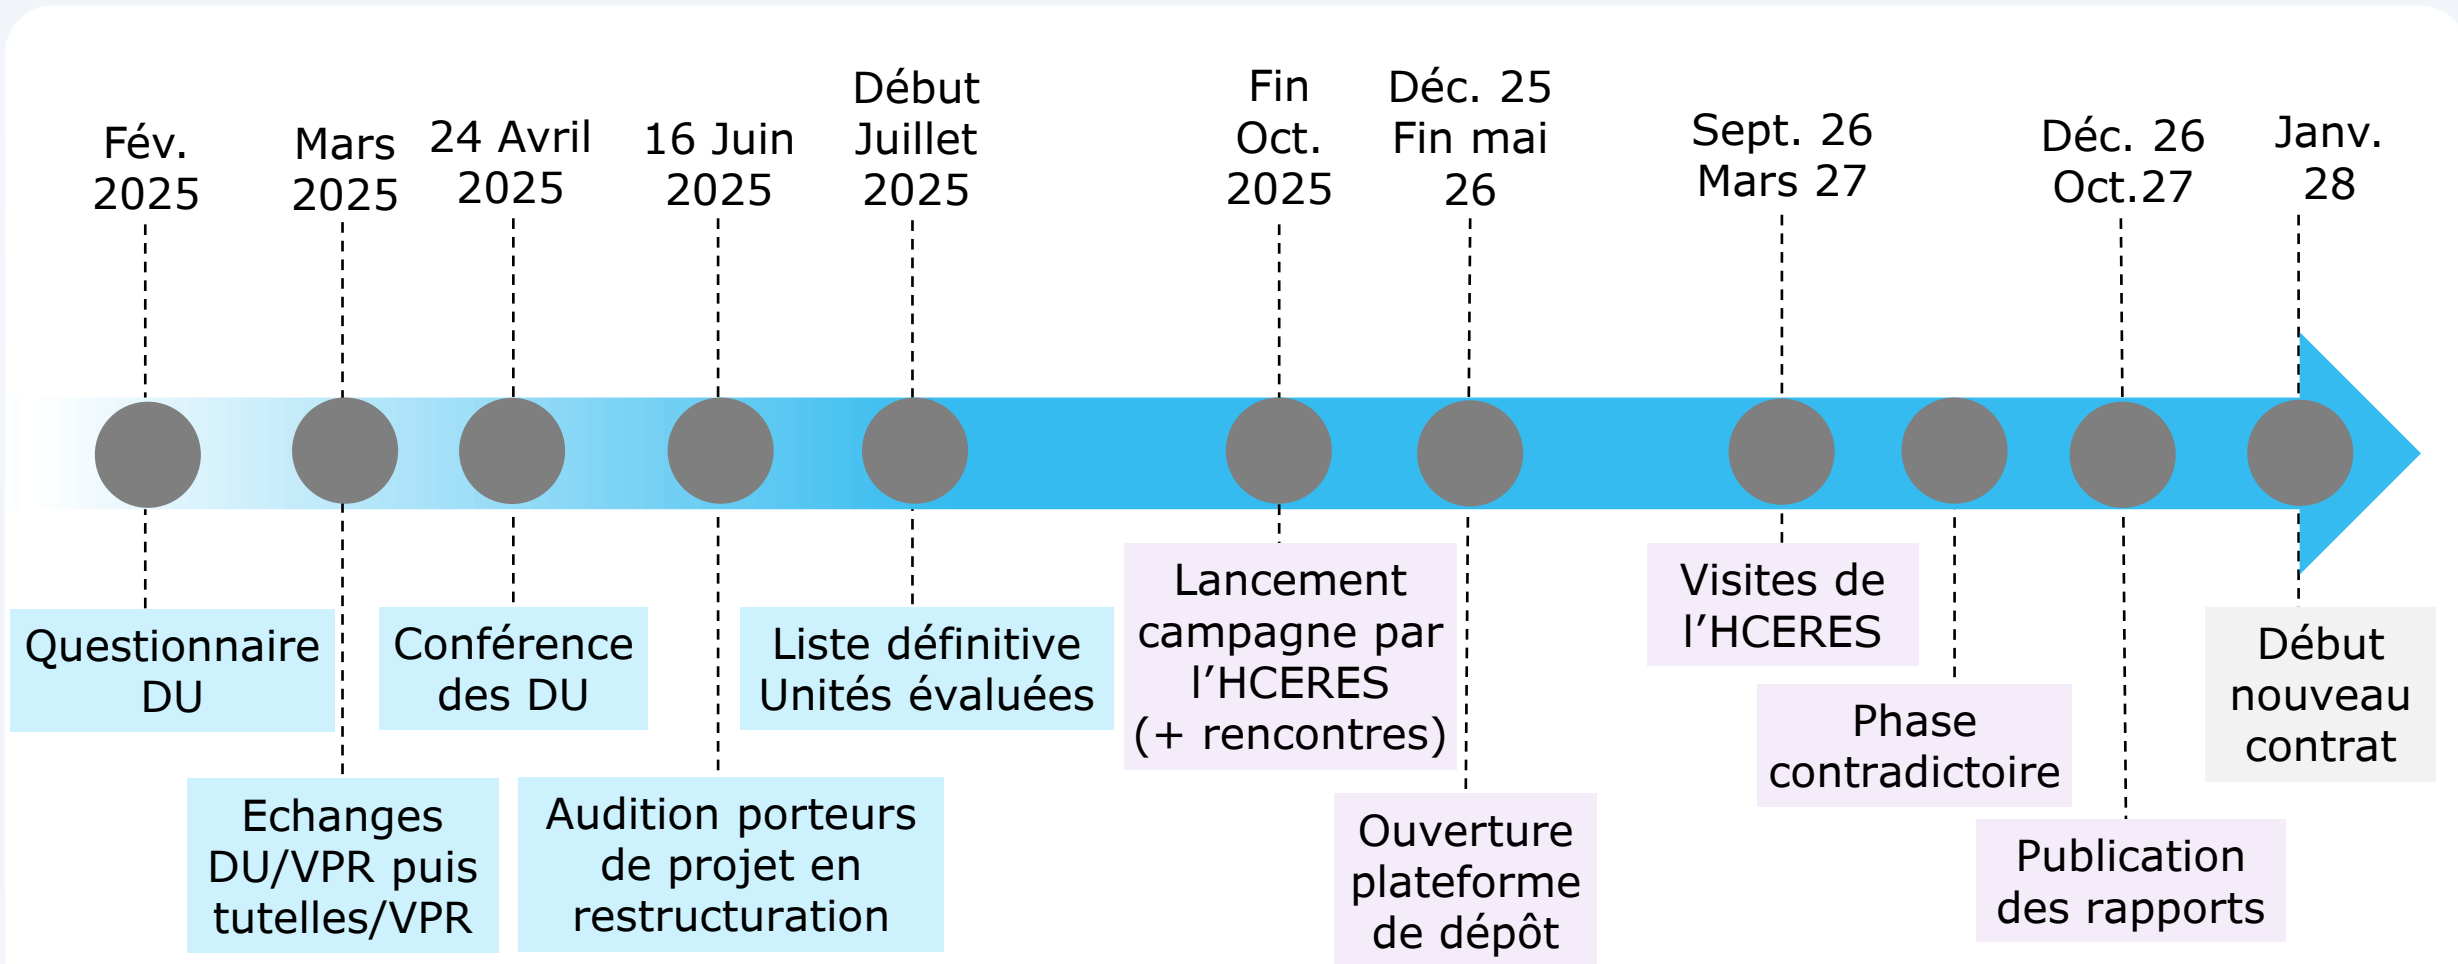 Fév.
2025
Mars
2025
24 Avril
2025
16 Juin
2025
Début
Juillet
2025
Fin
Oct.
2025
Déc. 25
Fin mai
26
Sept. 26
Mars 27
Déc. 26
Oct.27
Janv.
28
Questionnaire
DU
Echanges
DU/VPR puis
tutelles/VPR
Conférence
des DU
Audition porteurs
de projet en
restructuration
Liste définitive
Unités évaluées
Lancement
campagne par
l’HCERES
(+ rencontres)
Ouverture
plateforme
de dépôt
Visites de
l’HCERES
Phase
contradictoire
Publication
des rapports
Début
nouveau
contrat